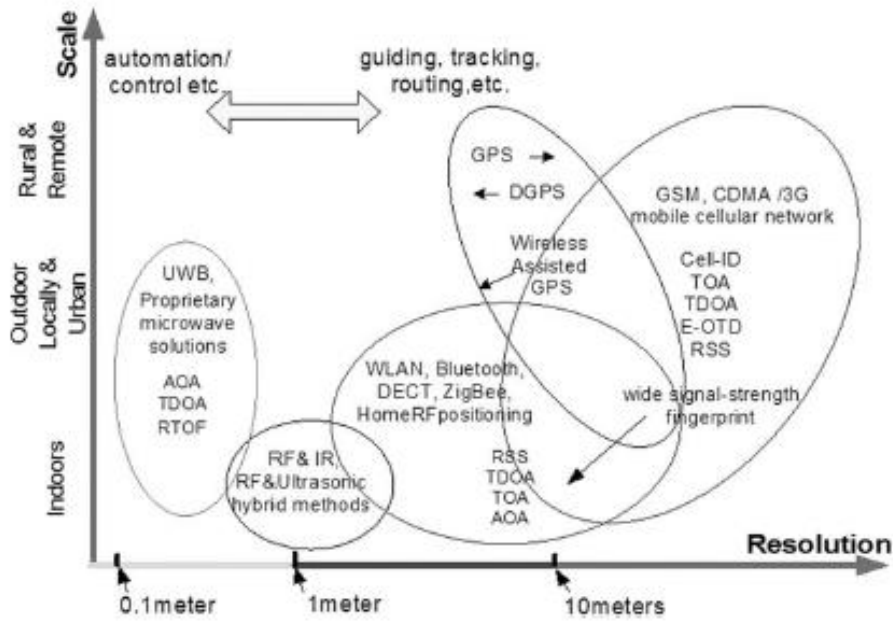 Scale
automation/
control etc.
guiding, tracking,
routing,etc.
Rural &
Remote
Outdoor
Locally &
Urban
Indoors
GPS
DGPS
Wireless
Assisted
GPS
GSM, CDMA /3G
mobile cellular network
Cell-ID
TOA
TDOA
E-OTD
RSS
UWB,
Proprietary
microwave
solutions
AOA
TDOA
RTOF
WLAN, Bluetooth,
DECT, ZigBee,
HomeRFpositioning
RSS
TDOA
TOA
AOA
wide signal-strength
fingerprint
RF& IR,
RF&Ultrasonic
hybrid methods
Resolution
0.1meter
1meter
10meters